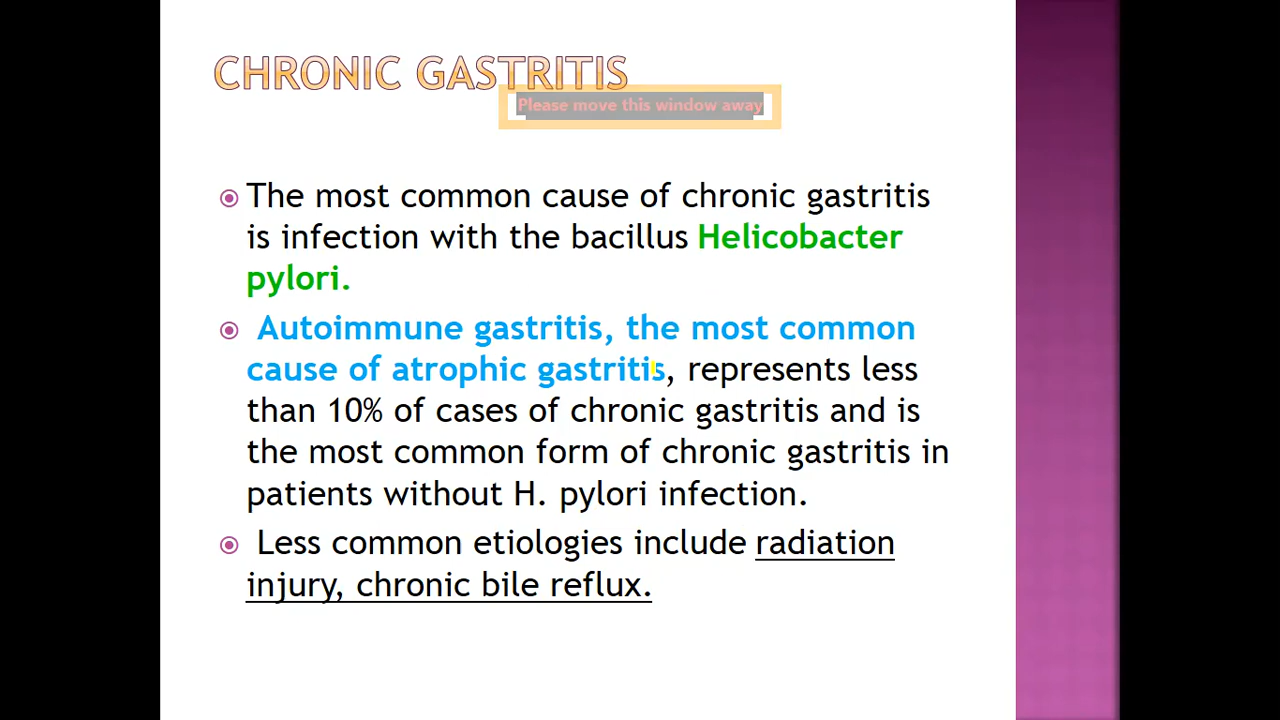 CHRONIC GASTRITIS
Please move this window away
The most common cause of chronic gastritis
is infection with the bacillus Helicobacter
pylori.
Autoimmune gastritis, the most common
cause of atrophic gastritis, represents less
than 10% of cases of chronic gastritis and is
the most common form of chronic gastritis in
patients without H. pylori infection.
Less common etiologies include radiation
injury, chronic bile reflux.